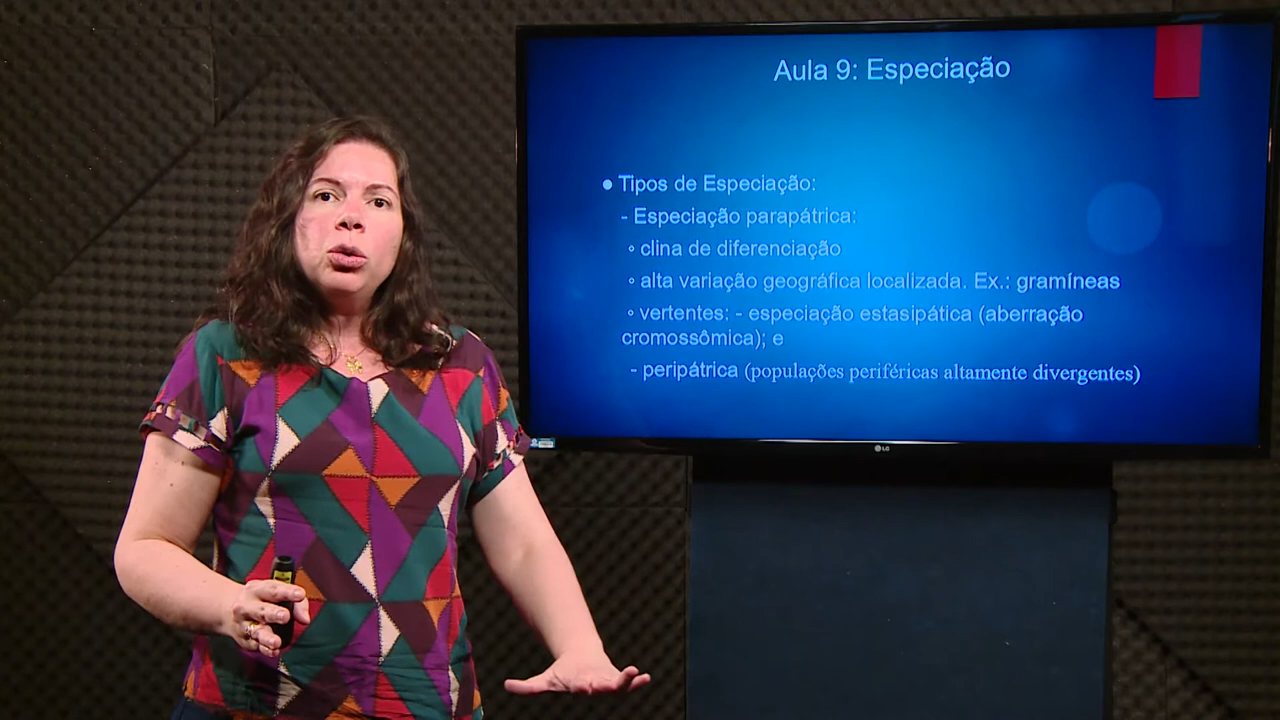 Aula 9: Especiação
● Tipos de Especiação:
- Especiação parapátrica:
◦ clina de diferenciação
◦ alta variação geográfica localizada. Ex.: gramíneas
◦ vertentes: - especiação estasipática (aberração
cromossômica); e
- peripátrica (populações periféricas altamente divergentes)
LG